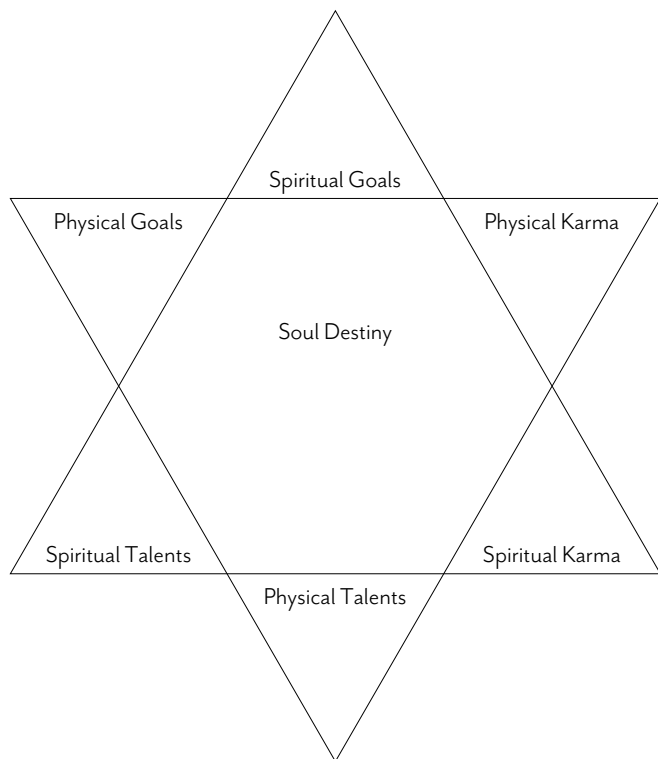 Spiritual Goals
Physical Goals
Physical Karma
Soul Destiny
Spiritual Talents
Spiritual Karma
Physical Talents